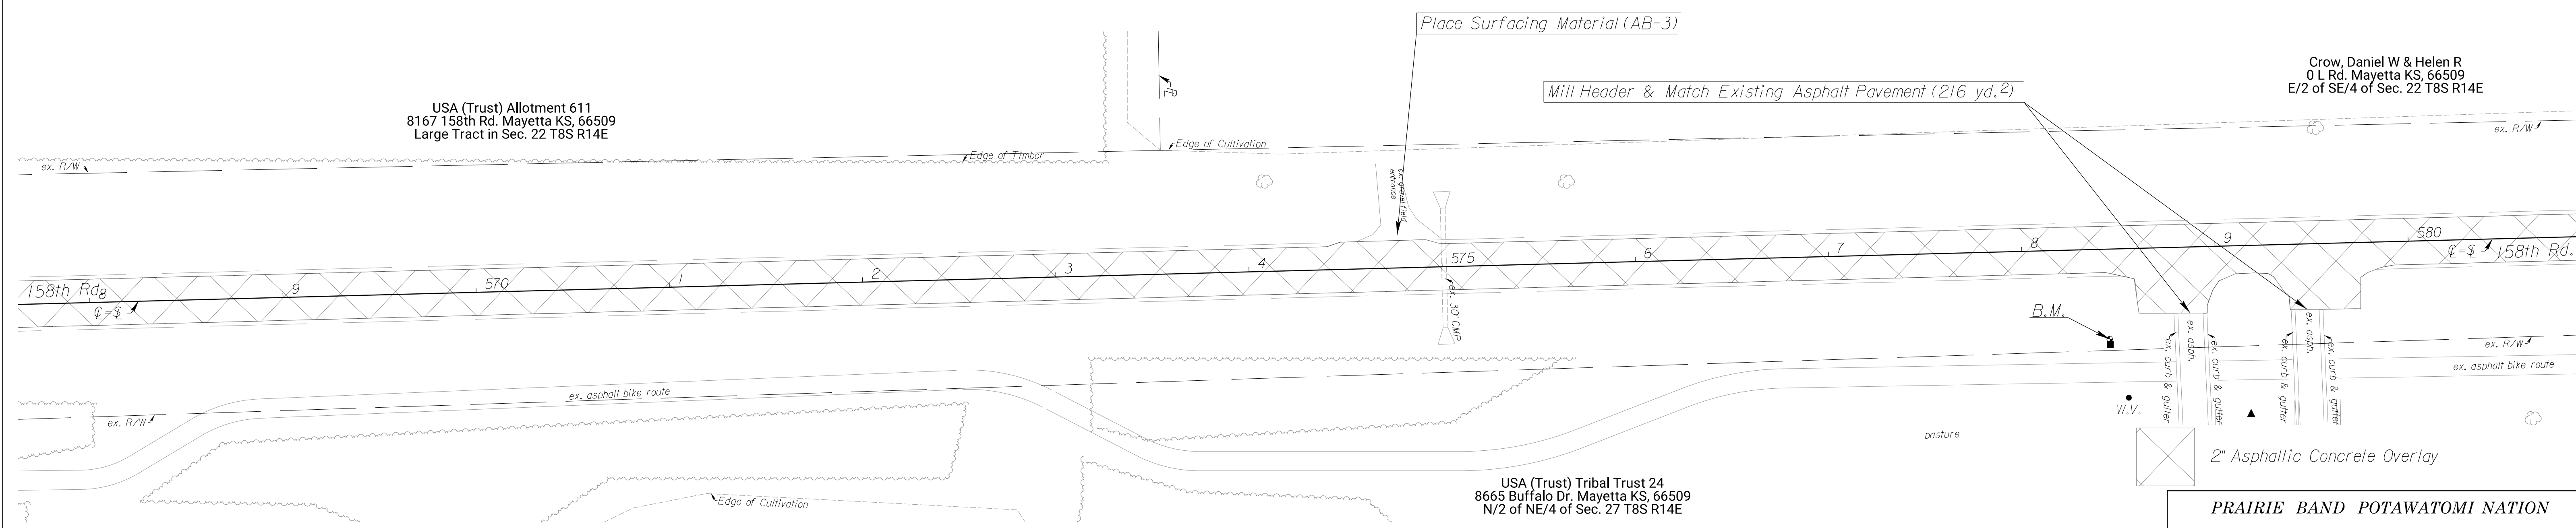 Place Surfacing Material (AB-3)
Mill Header & Match Existing Asphalt Pavement (216 yd.²)
Crow, Daniel W & Helen R
0 L Rd. Mayetta KS, 66509
E/2 of SE/4 of Sec. 22 T8S R14E
USA (Trust) Allotment 611
8167 158th Rd. Mayetta KS, 66509
Large Tract in Sec. 22 T8S R14E
PL
ex. R/W
Edge of Timber
Edge of Cultivation
ex. R/W
ex. gravel field
entrance
158th Rd.
8
9
570
1
2
3
4
575
6
7
8
9
580
158th Rd.
ex. 30" CMP
B.M.
ex. asph.
ex. asph.
ex. curb & gutter
ex. curb & gutter
ex. curb & gutter
ex. curb & gutter
ex. R/W
ex. asphalt bike route
ex. asphalt bike route
ex. R/W
W.V.
pasture
2" Asphaltic Concrete Overlay
Edge of Cultivation
USA (Trust) Tribal Trust 24
8665 Buffalo Dr. Mayetta KS, 66509
N/2 of NE/4 of Sec. 27 T8S R14E
PRAIRIE BAND POTAWATOMI NATION